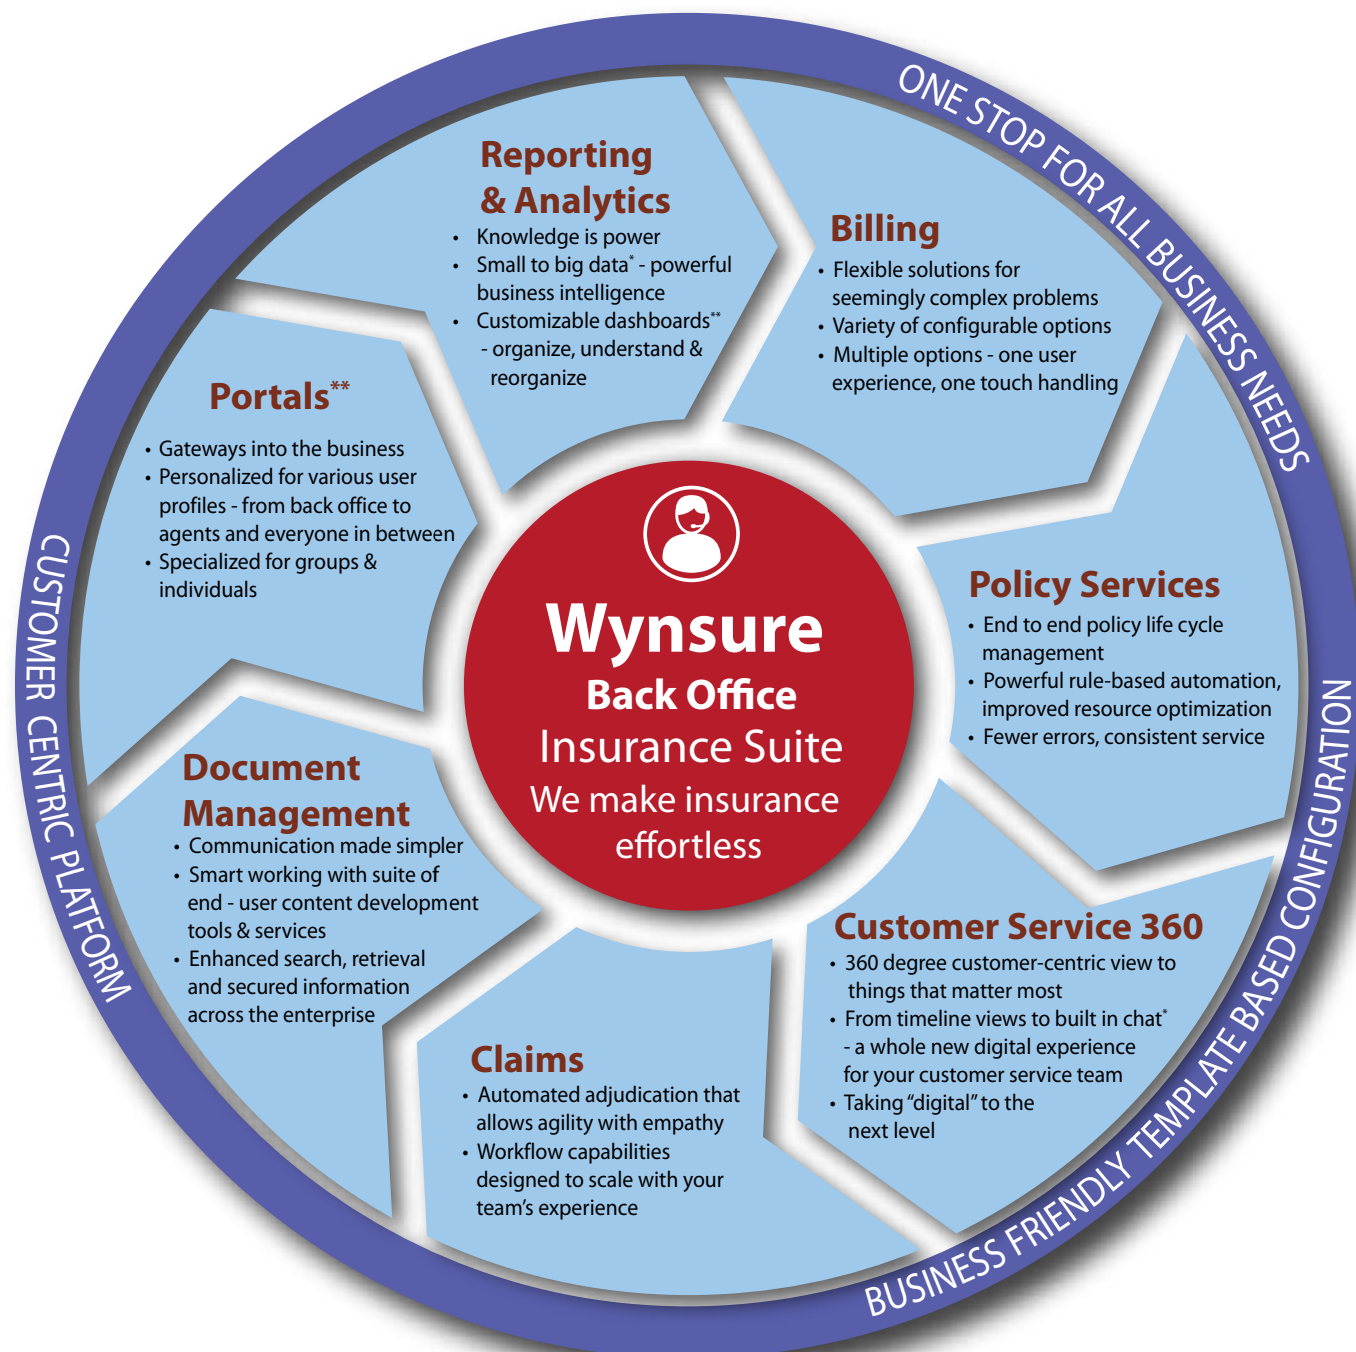 ONE STOP FOR ALL BUSINESS NEEDS
Reporting
& Analytics
• Knowledge is power
• Small to big data* - powerful
business intelligence
• Customizable dashboards**
- organize, understand &
reorganize
Billing
• Flexible solutions for
seemingly complex problems
• Variety of configurable options
• Multiple options - one user
experience, one touch handling
Portals**
• Gateways into the business
• Personalized for various user
profiles - from back office to
agents and everyone in between
• Specialized for groups &
individuals
Wynsure
Back Office
Insurance Suite
We make insurance
effortless
Policy Services
• End to end policy life cycle
management
• Powerful rule-based automation,
improved resource optimization
• Fewer errors, consistent service
Document
Management
• Communication made simpler
• Smart working with suite of
end - user content development
tools & services
• Enhanced search, retrieval
and secured information
across the enterprise
Customer Service 360
• 360 degree customer-centric view to
things that matter most
• From timeline views to built in chat*
- a whole new digital experience
for your customer service team
• Taking “digital” to the
next level
Claims
• Automated adjudication that
allows agility with empathy
• Workflow capabilities
designed to scale with your
team’s experience
CUSTOMER CENTRIC PLATFORM
BUSINESS FRIENDLY TEMPLATE BASED CONFIGURATION